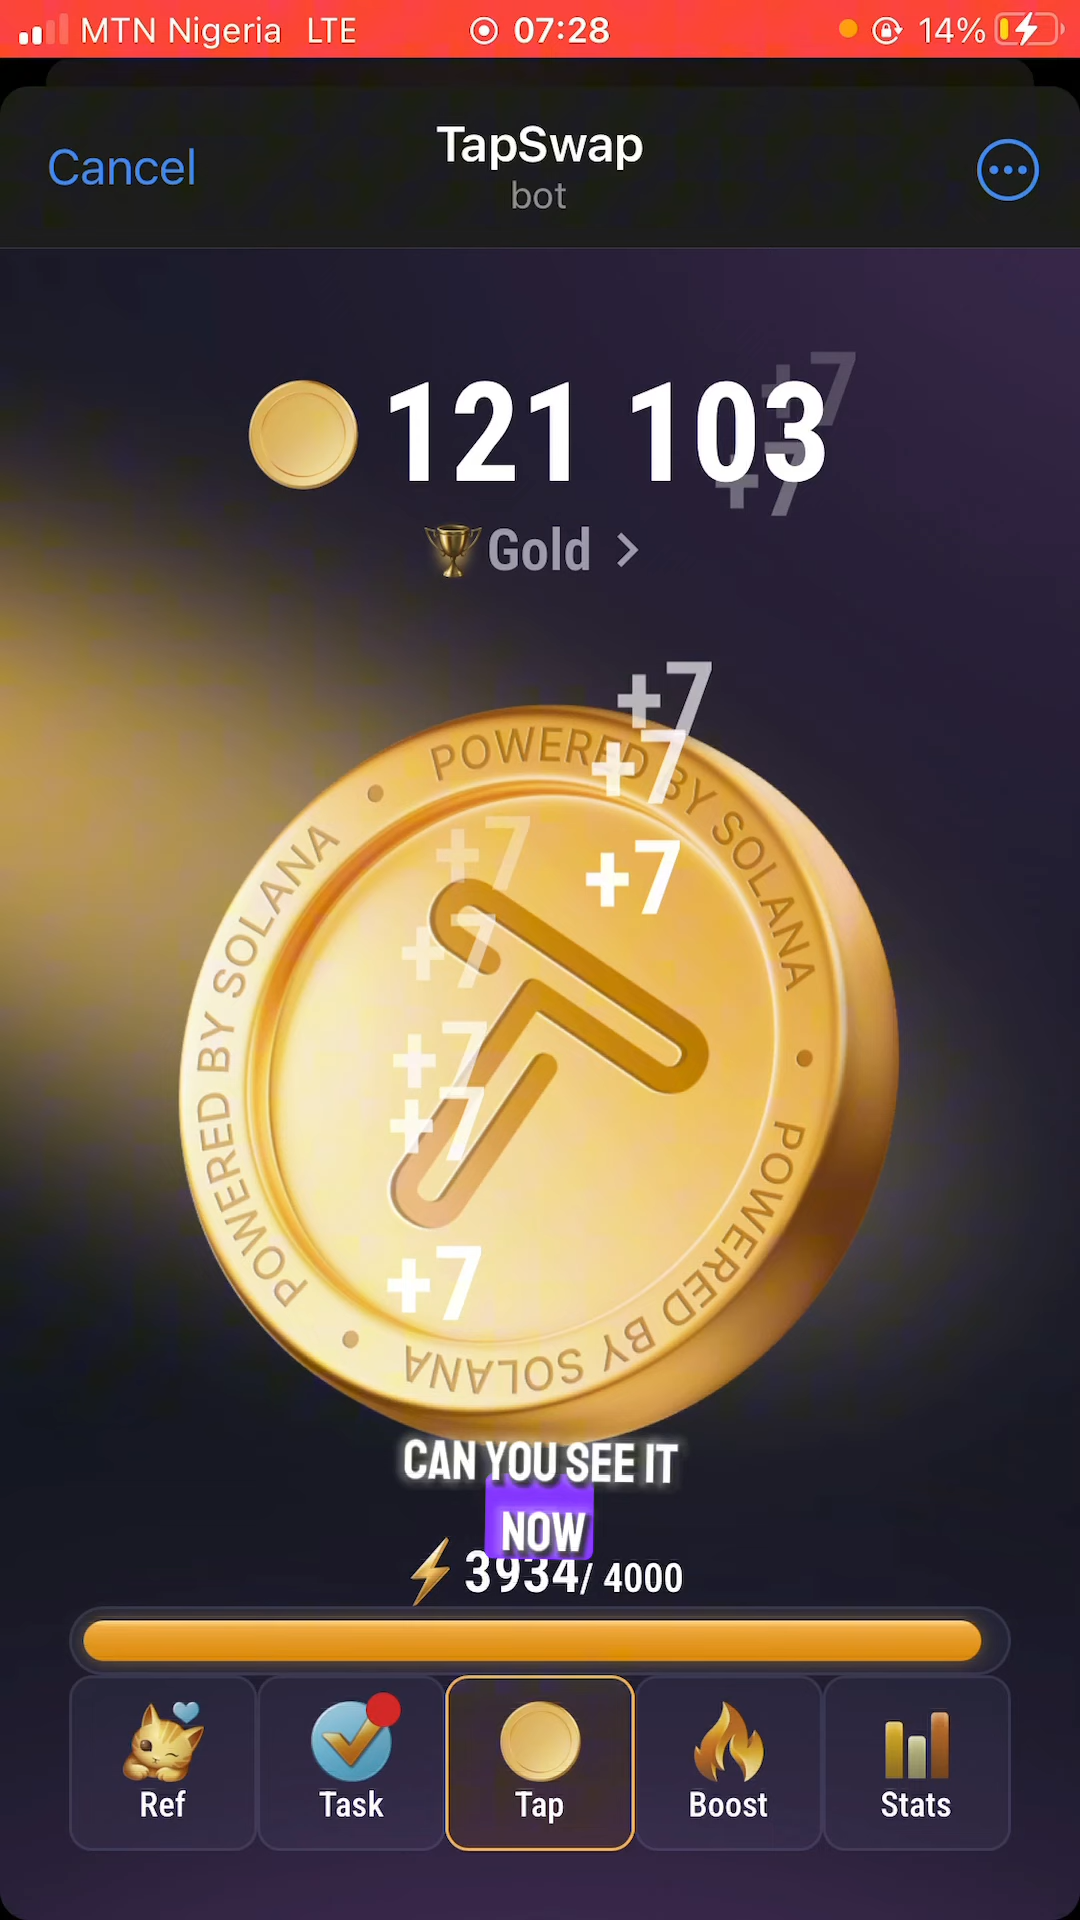 MTN Nigeria LTE 07:28 14%
Cancel
TapSwap
bot
121 103
+7
+7
Gold >
+7
+7
+7
+7
+7
+7
+7
+7
POWERED BY SOLANA • POWERED BY SOLANA • POWERED BY SOLANA •
CAN YOU SEE IT
NOW
3934/ 4000
Ref
Task
Tap
Boost
Stats